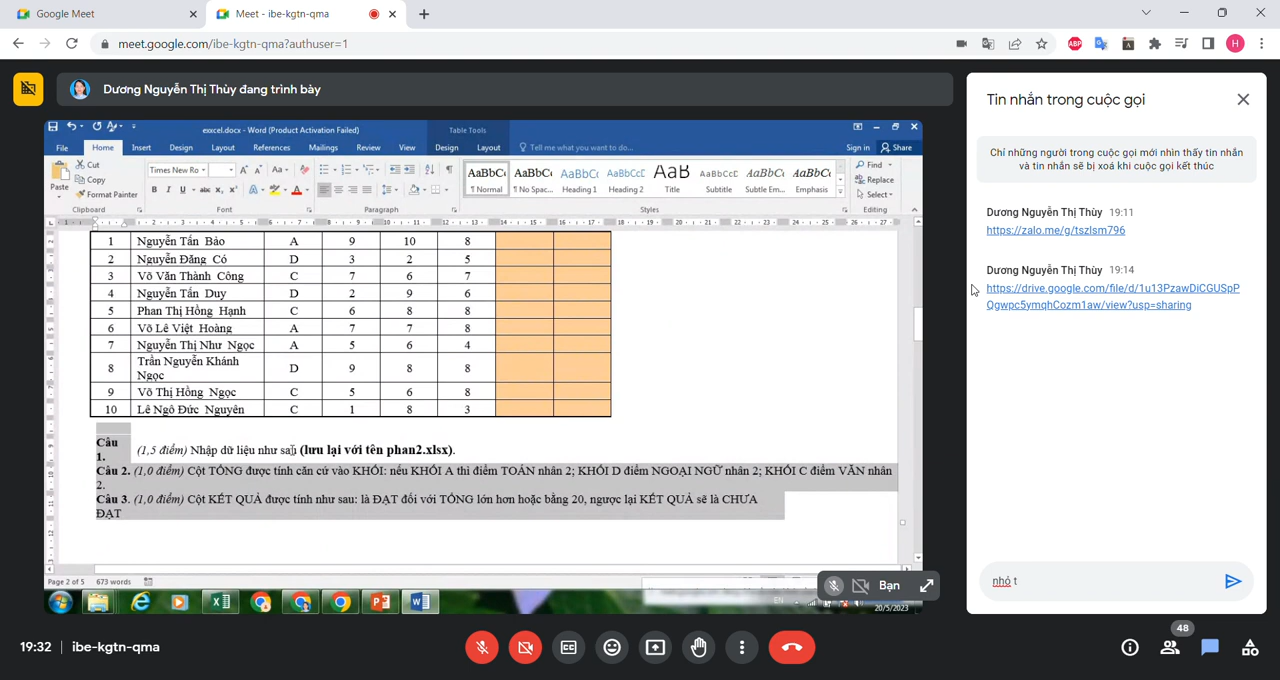 Google Meet
Meet - ibe-kgtn-qma
meet.google.com/ibe-kgtn-qma?authuser=1
ABP
H
Dương Nguyễn Thị Thùy đang trình bày
exxcel.docx - Word (Product Activation Failed)
Table Tools
File Home Insert Design Layout References Mailings Review View Design Layout Tell me what you want to do... Sign in Share
Paste
Cut
Copy
Format Painter
Clipboard
Times New Ro
Font
Paragraph
AaBbCc AaBbCc AaBbCc AaBbCcD AaB AaBbCcD AaBbCc AaBbCc
¶ Normal ¶ No Spac... Heading 1 Heading 2 Title Subtitle Subtle Em... Emphasis
Styles
Find
Replace
Select
Editing
1 Nguyễn Tấn Bảo A 9 10 8
2 Nguyễn Đăng Có D 3 2 5
3 Võ Văn Thành Công C 7 6 7
4 Nguyễn Tấn Duy D 2 9 6
5 Phan Thị Hồng Hạnh C 6 8 8
6 Võ Lê Việt Hoàng A 7 7 8
7 Nguyễn Thị Như Ngọc A 5 6 4
8 Trần Nguyễn Khánh Ngọc D 9 8 8
9 Võ Thị Hồng Ngọc C 5 6 8
10 Lê Ngô Đức Nguyên C 1 8 3
Câu 1. (1,5 điểm) Nhập dữ liệu như sau (lưu lại với tên phan2.xlsx).
Câu 2. (1,0 điểm) Cột TỔNG được tính căn cứ vào KHỐI: nếu KHỐI A thì điểm TOÁN nhân 2; KHỐI D điểm NGOẠI NGỮ nhân 2; KHỐI C điểm VĂN nhân
2.
Câu 3. (1,0 điểm) Cột KẾT QUẢ được tính như sau: là ĐẠT đối với TỔNG lớn hơn hoặc bằng 20, ngược lại KẾT QUẢ sẽ là CHƯA
ĐẠT
Page 2 of 5 673 words
EN
20/5/2023
Bạn
Tin nhắn trong cuộc gọi
Chỉ những người trong cuộc gọi mới nhìn thấy tin nhắn
và tin nhắn sẽ bị xoá khi cuộc gọi kết thúc
Dương Nguyễn Thị Thùy 19:11
https://zalo.me/g/tszlsm796
Dương Nguyễn Thị Thùy 19:14
https://drive.google.com/file/d/1u13PzawDiCGUSpP
Qgwpc5ymqhCozm1aw/view?usp=sharing
nhó t
19:32 ibe-kgtn-qma
48